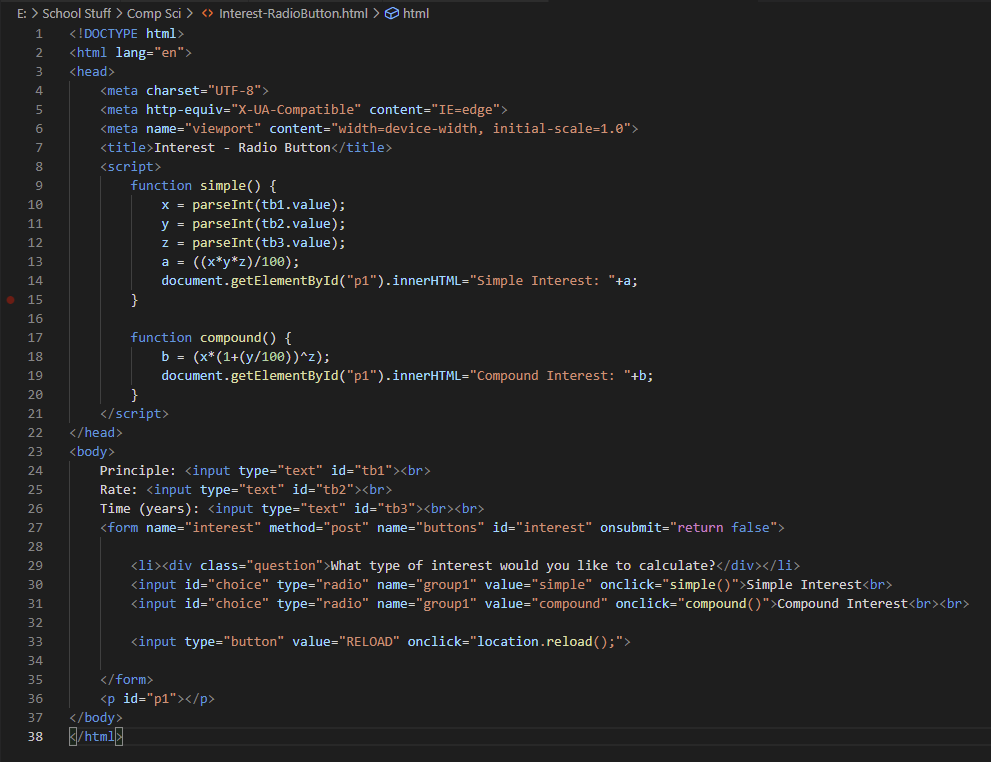 E: > School Stuff > Comp Sci > <> Interest-RadioButton.html > html
1 <!DOCTYPE html>
2 <html lang="en">
3 <head>
4     <meta charset="UTF-8">
5     <meta http-equiv="X-UA-Compatible" content="IE=edge">
6     <meta name="viewport" content="width=device-width, initial-scale=1.0">
7     <title>Interest - Radio Button</title>
8     <script>
9         function simple() {
10             x = parseInt(tb1.value);
11             y = parseInt(tb2.value);
12             z = parseInt(tb3.value);
13             a = ((x*y*z)/100);
14             document.getElementById("p1").innerHTML="Simple Interest: "+a;
15         }
16
17         function compound() {
18             b = (x*(1+(y/100))^z);
19             document.getElementById("p1").innerHTML="Compound Interest: "+b;
20         }
21     </script>
22 </head>
23 <body>
24     Principle: <input type="text" id="tb1"><br>
25     Rate: <input type="text" id="tb2"><br>
26     Time (years): <input type="text" id="tb3"><br><br>
27     <form name="interest" method="post" name="buttons" id="interest" onsubmit="return false">
28
29         <li><div class="question">What type of interest would you like to calculate?</div></li>
30         <input id="choice" type="radio" name="group1" value="simple" onclick="simple()">Simple Interest<br>
31         <input id="choice" type="radio" name="group1" value="compound" onclick="compound()">Compound Interest<br><br>
32
33         <input type="button" value="RELOAD" onclick="location.reload();">
34
35     </form>
36     <p id="p1"></p>
37 </body>
38 </html>